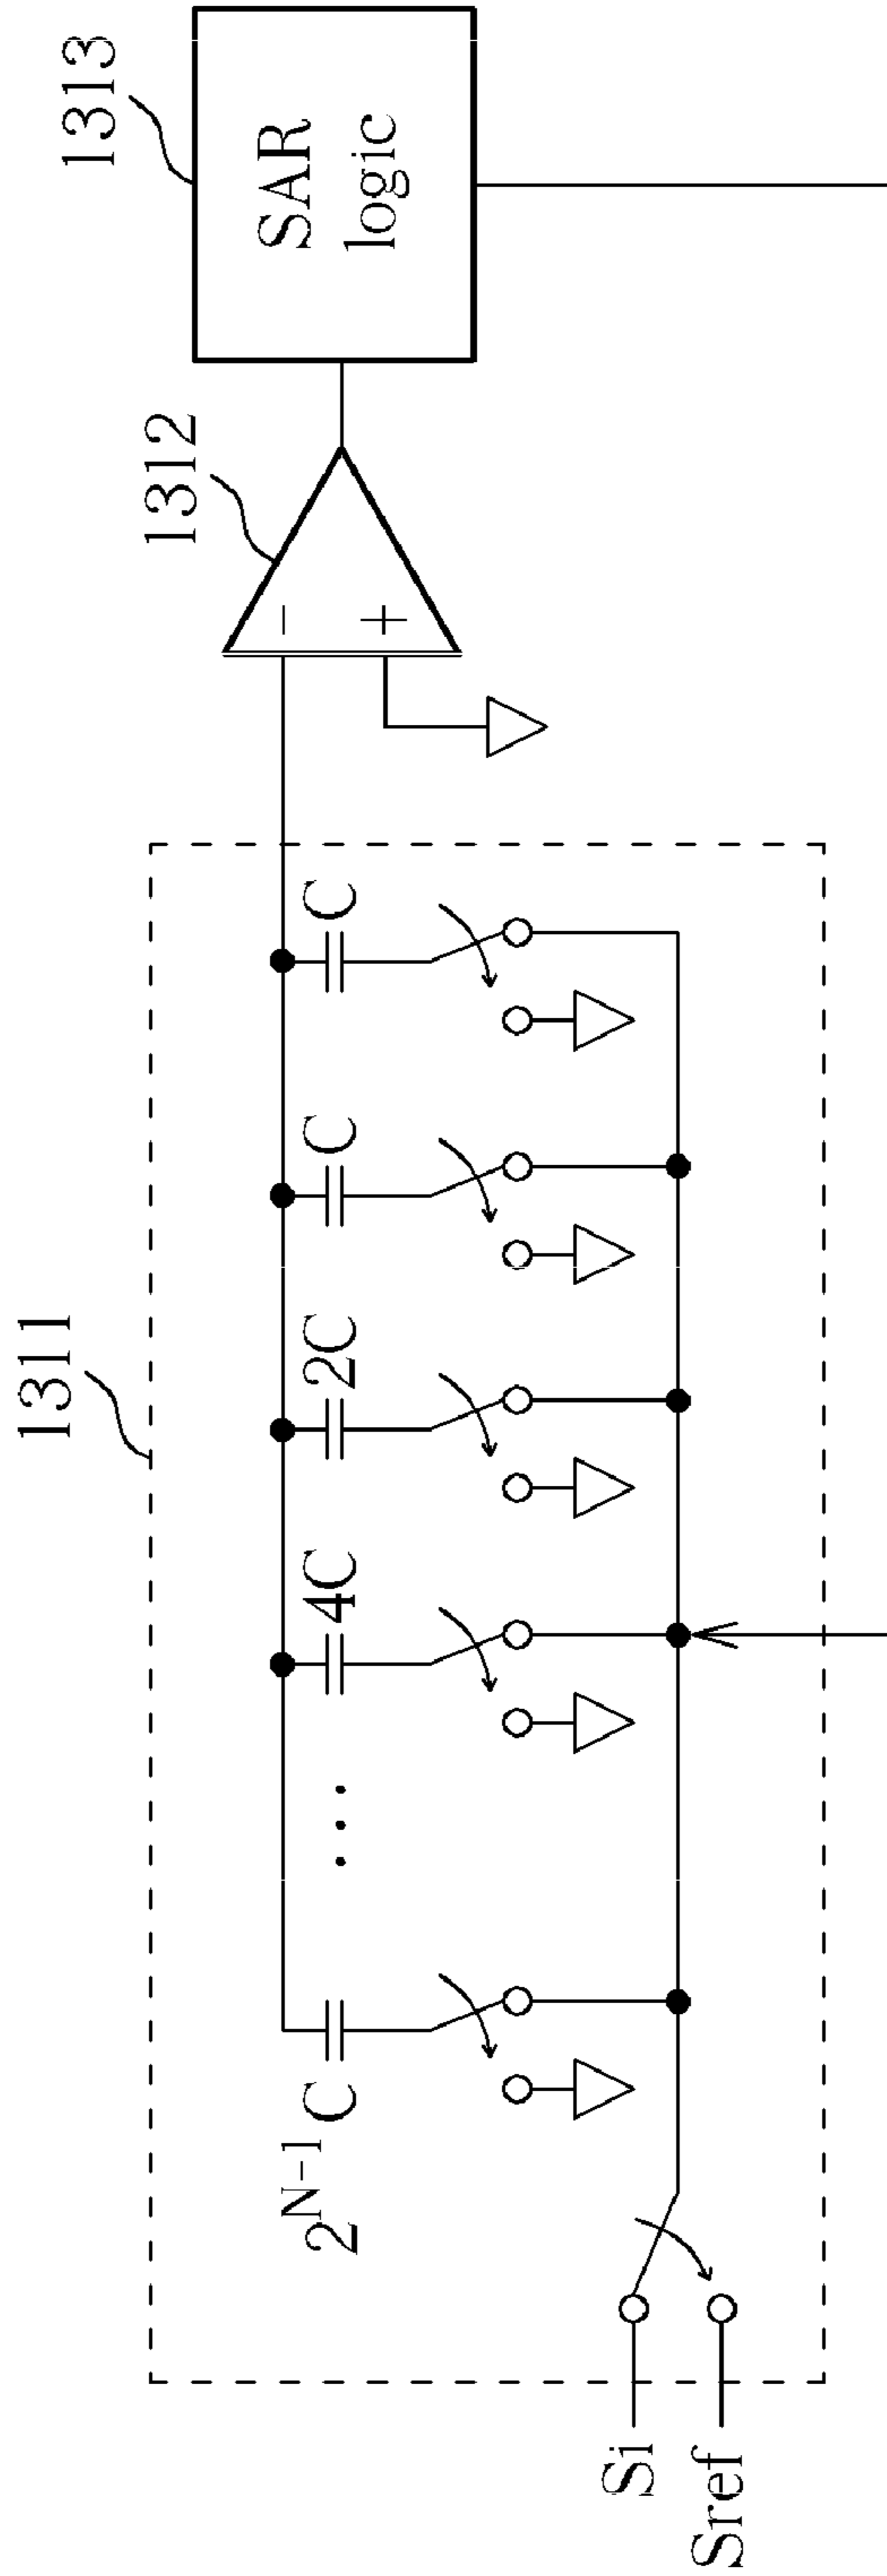 1311
1312
1313
2^{N-1} C
4C
2C
C
C
−
+
SAR
logic
Si
Sref
...